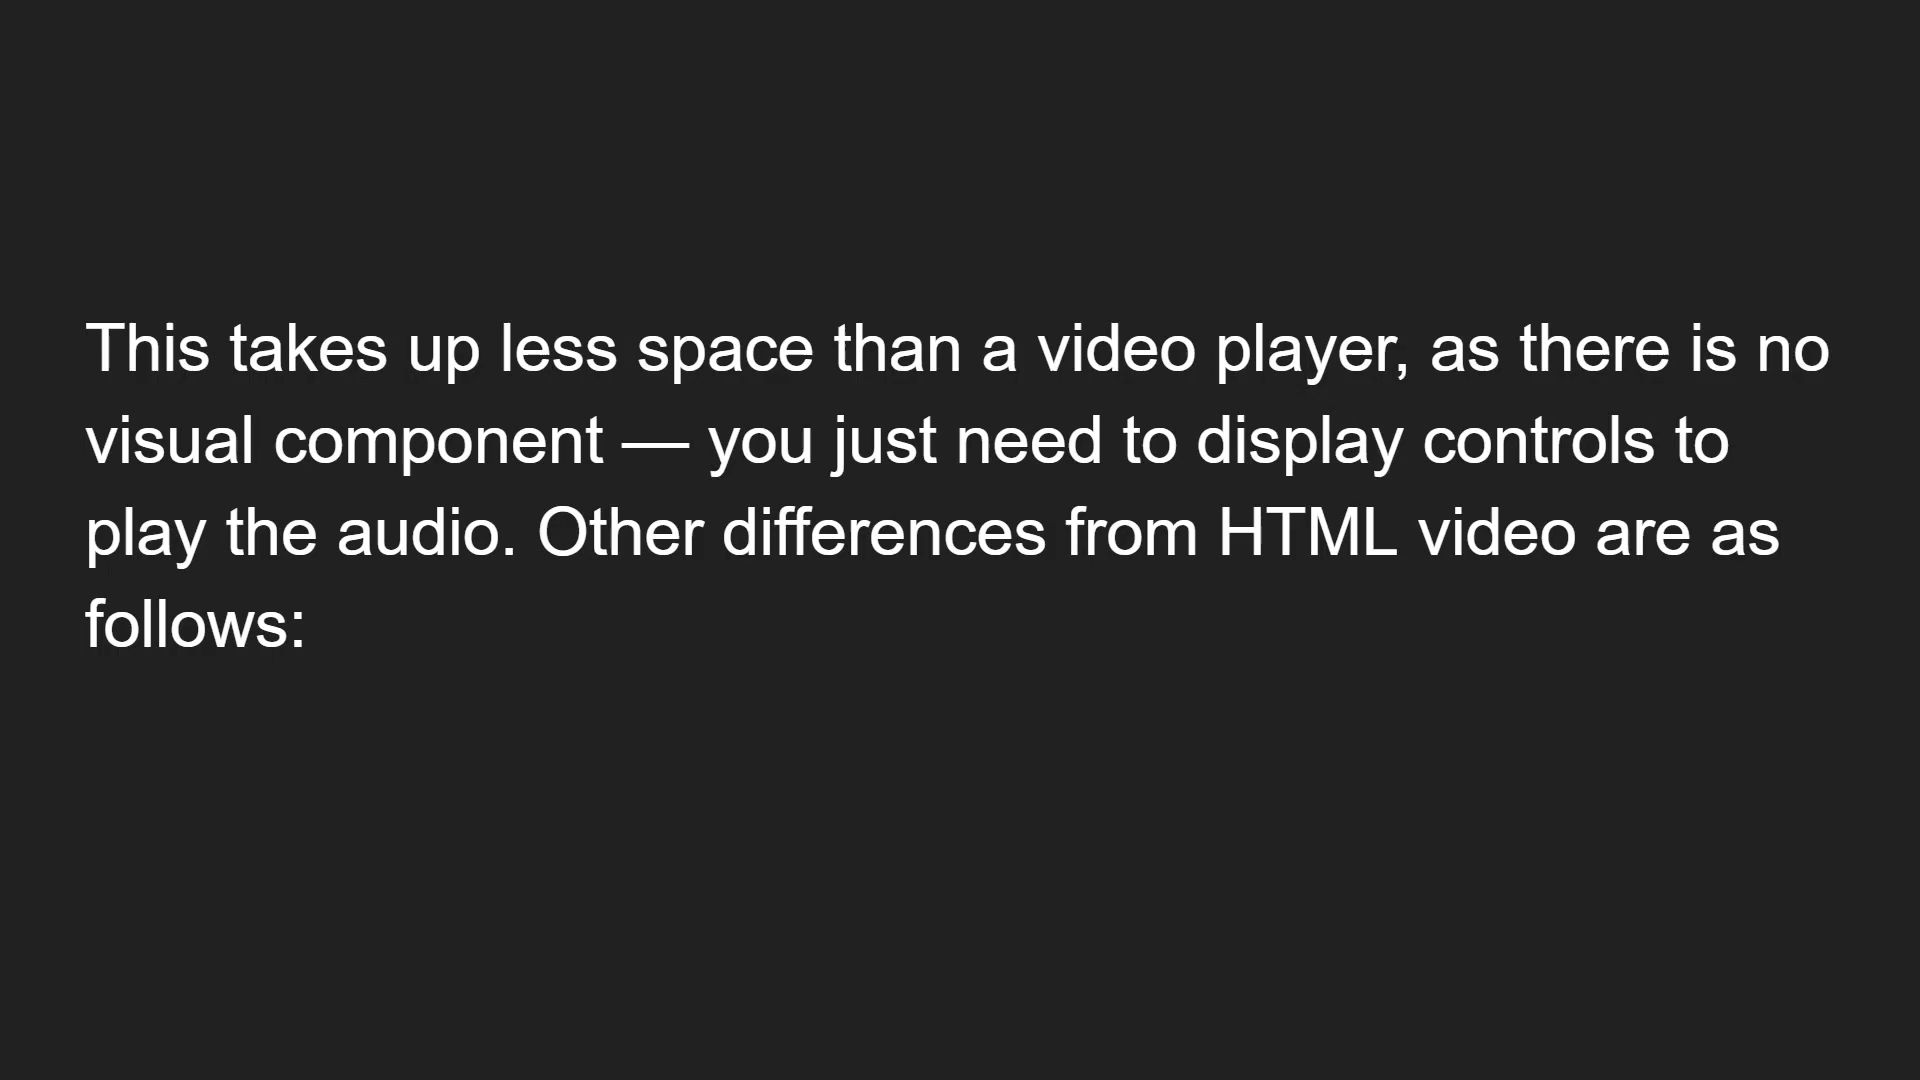 This takes up less space than a video player, as there is no
visual component — you just need to display controls to
play the audio. Other differences from HTML video are as
follows: